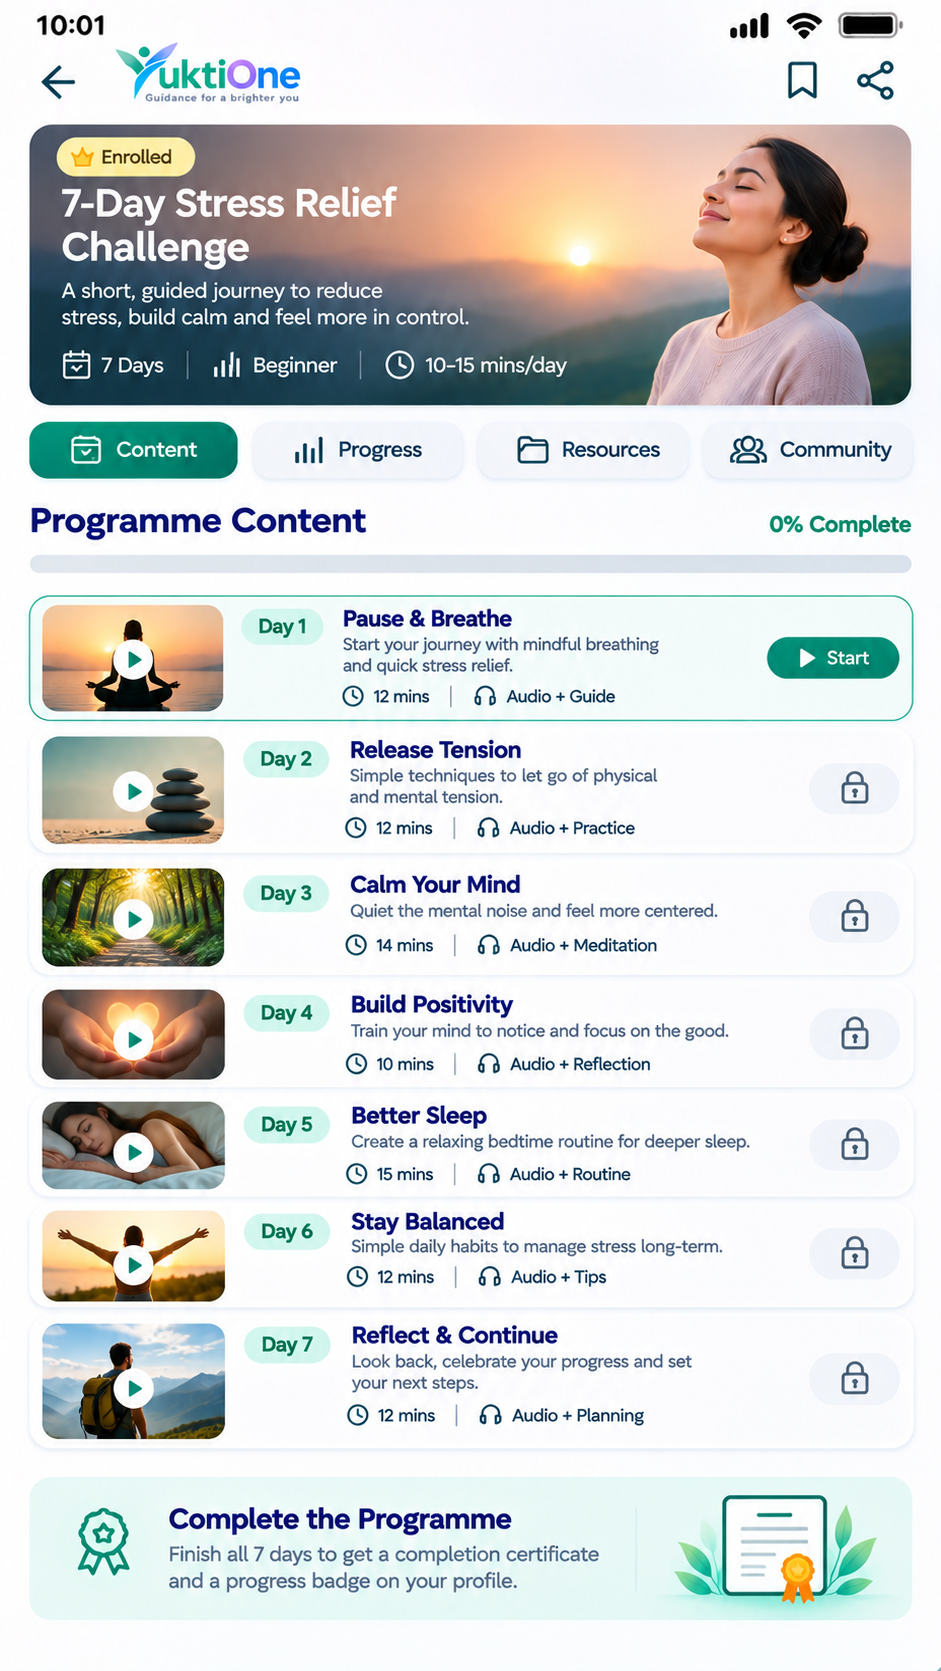 10:01
YuktiOne
Guidance for a brighter you
Enrolled
7-Day Stress Relief
Challenge
A short, guided journey to reduce
stress, build calm and feel more in control.
7 Days
Beginner
10–15 mins/day
Content
Progress
Resources
Community
Programme Content
0% Complete
Day 1
Pause & Breathe
Start your journey with mindful breathing
and quick stress relief.
12 mins
Audio + Guide
Start
Day 2
Release Tension
Simple techniques to let go of physical
and mental tension.
12 mins
Audio + Practice
Day 3
Calm Your Mind
Quiet the mental noise and feel more centered.
14 mins
Audio + Meditation
Day 4
Build Positivity
Train your mind to notice and focus on the good.
10 mins
Audio + Reflection
Day 5
Better Sleep
Create a relaxing bedtime routine for deeper sleep.
15 mins
Audio + Routine
Day 6
Stay Balanced
Simple daily habits to manage stress long-term.
12 mins
Audio + Tips
Day 7
Reflect & Continue
Look back, celebrate your progress and set
your next steps.
12 mins
Audio + Planning
Complete the Programme
Finish all 7 days to get a completion certificate
and a progress badge on your profile.